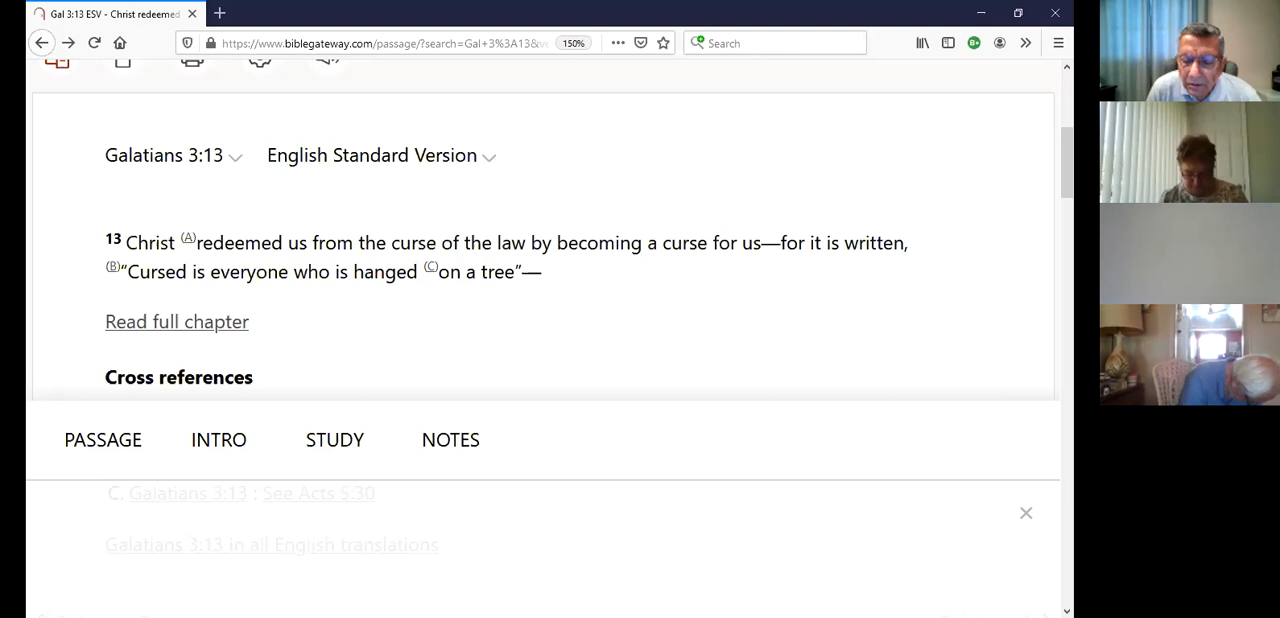 Gal 3:13 ESV - Christ redeemed
https://www.biblegateway.com/passage/?search=Gal+3%3A13&ve
150%
Search
Galatians 3:13
English Standard Version
13 Christ (A)redeemed us from the curse of the law by becoming a curse for us—for it is written,
(B)“Cursed is everyone who is hanged (C)on a tree”—
Read full chapter
Cross references
PASSAGE INTRO STUDY NOTES
C. Galatians 3:13 : See Acts 5:30
Galatians 3:13 in all English translations